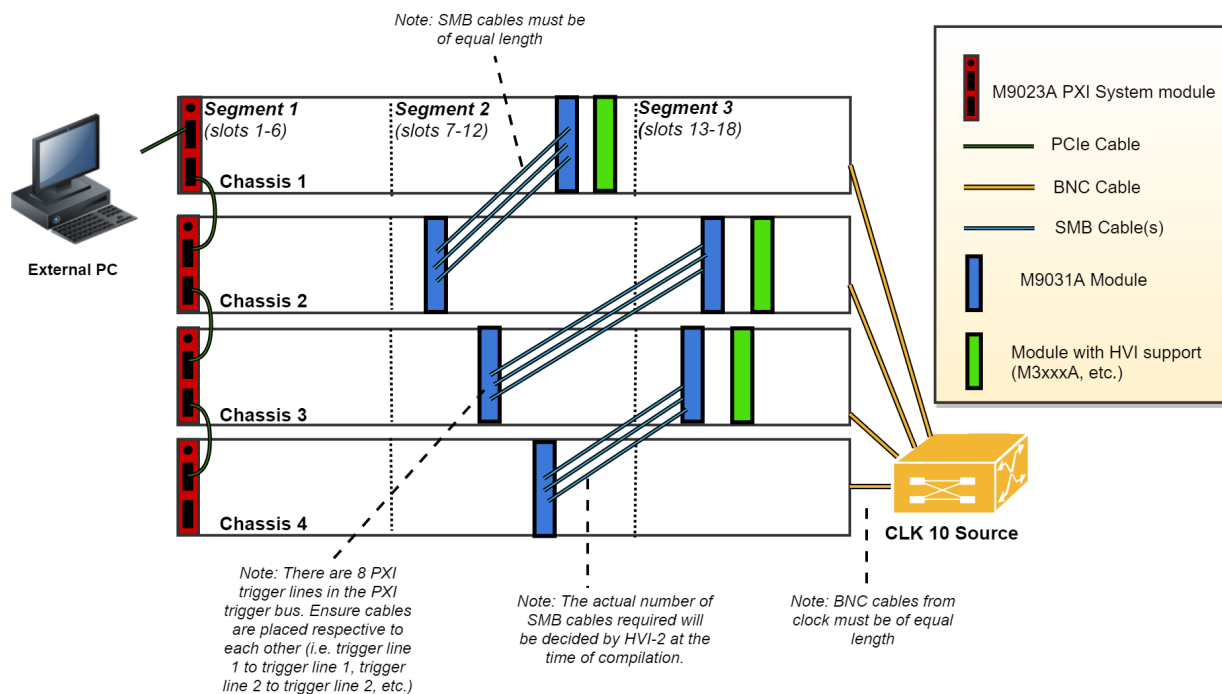 Note: SMB cables must be
of equal length
M9023A PXI System module
PCIe Cable
BNC Cable
SMB Cable(s)
M9031A Module
Module with HVI support
(M3xxxA, etc.)
Segment 1
(slots 1-6)
Segment 2
(slots 7-12)
Segment 3
(slots 13-18)
Chassis 1
External PC
Chassis 2
Chassis 3
Chassis 4
CLK 10 Source
Note: There are 8 PXI
trigger lines in the PXI
trigger bus. Ensure cables
are placed respective to
each other (i.e. trigger line
1 to trigger line 1, trigger
line 2 to trigger line 2, etc.)
Note: The actual number of
SMB cables required will
be decided by HVI-2 at the
time of compilation.
Note: BNC cables from
clock must be of equal
length